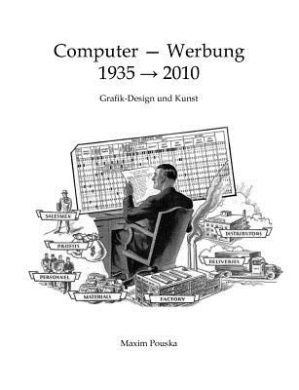 Computer — Werbung
1935 → 2010
Grafik-Design und Kunst
SALESMEN
PROFITS
PERSONNEL
MATERIALS
FACTORY
DELIVERIES
DISTRIBUTORS
Maxim Pouska